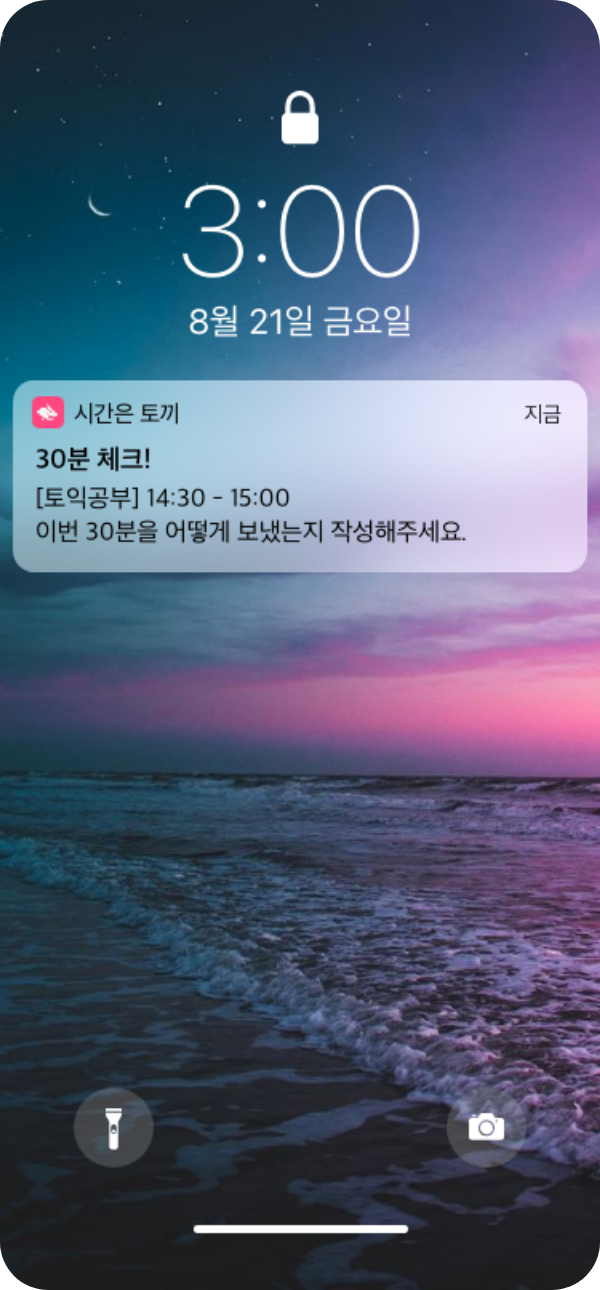 3:00
8월 21일 금요일
시간은 토끼 지금
30분 체크!
[토익공부] 14:30 - 15:00
이번 30분을 어떻게 보냈는지 작성해주세요.